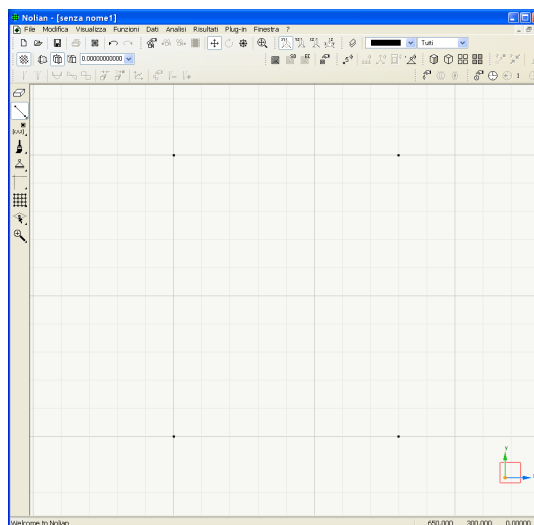 Nolian - [senza nome1]
File Modifica Visualizza Funzioni Dati Analisi Risultati Plug-in Finestra ?
Tutti
0.00000000000
1
y
Welcome to Nolian 650.000 300.000 0.00000